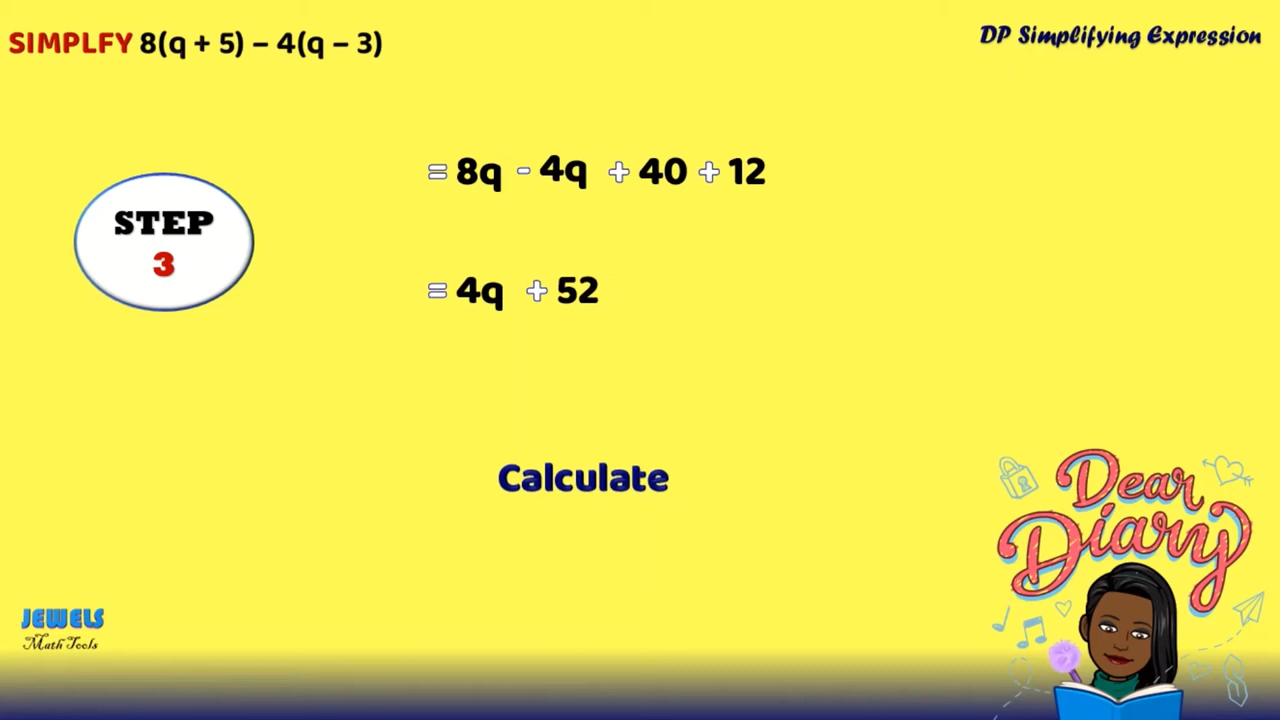 SIMPLFY 8(q + 5) – 4(q – 3)
DP Simplifying Expression
= 8q - 4q + 40 + 12
STEP
3
= 4q + 52
Calculate
Dear
Diary
JEWELS
Math Tools